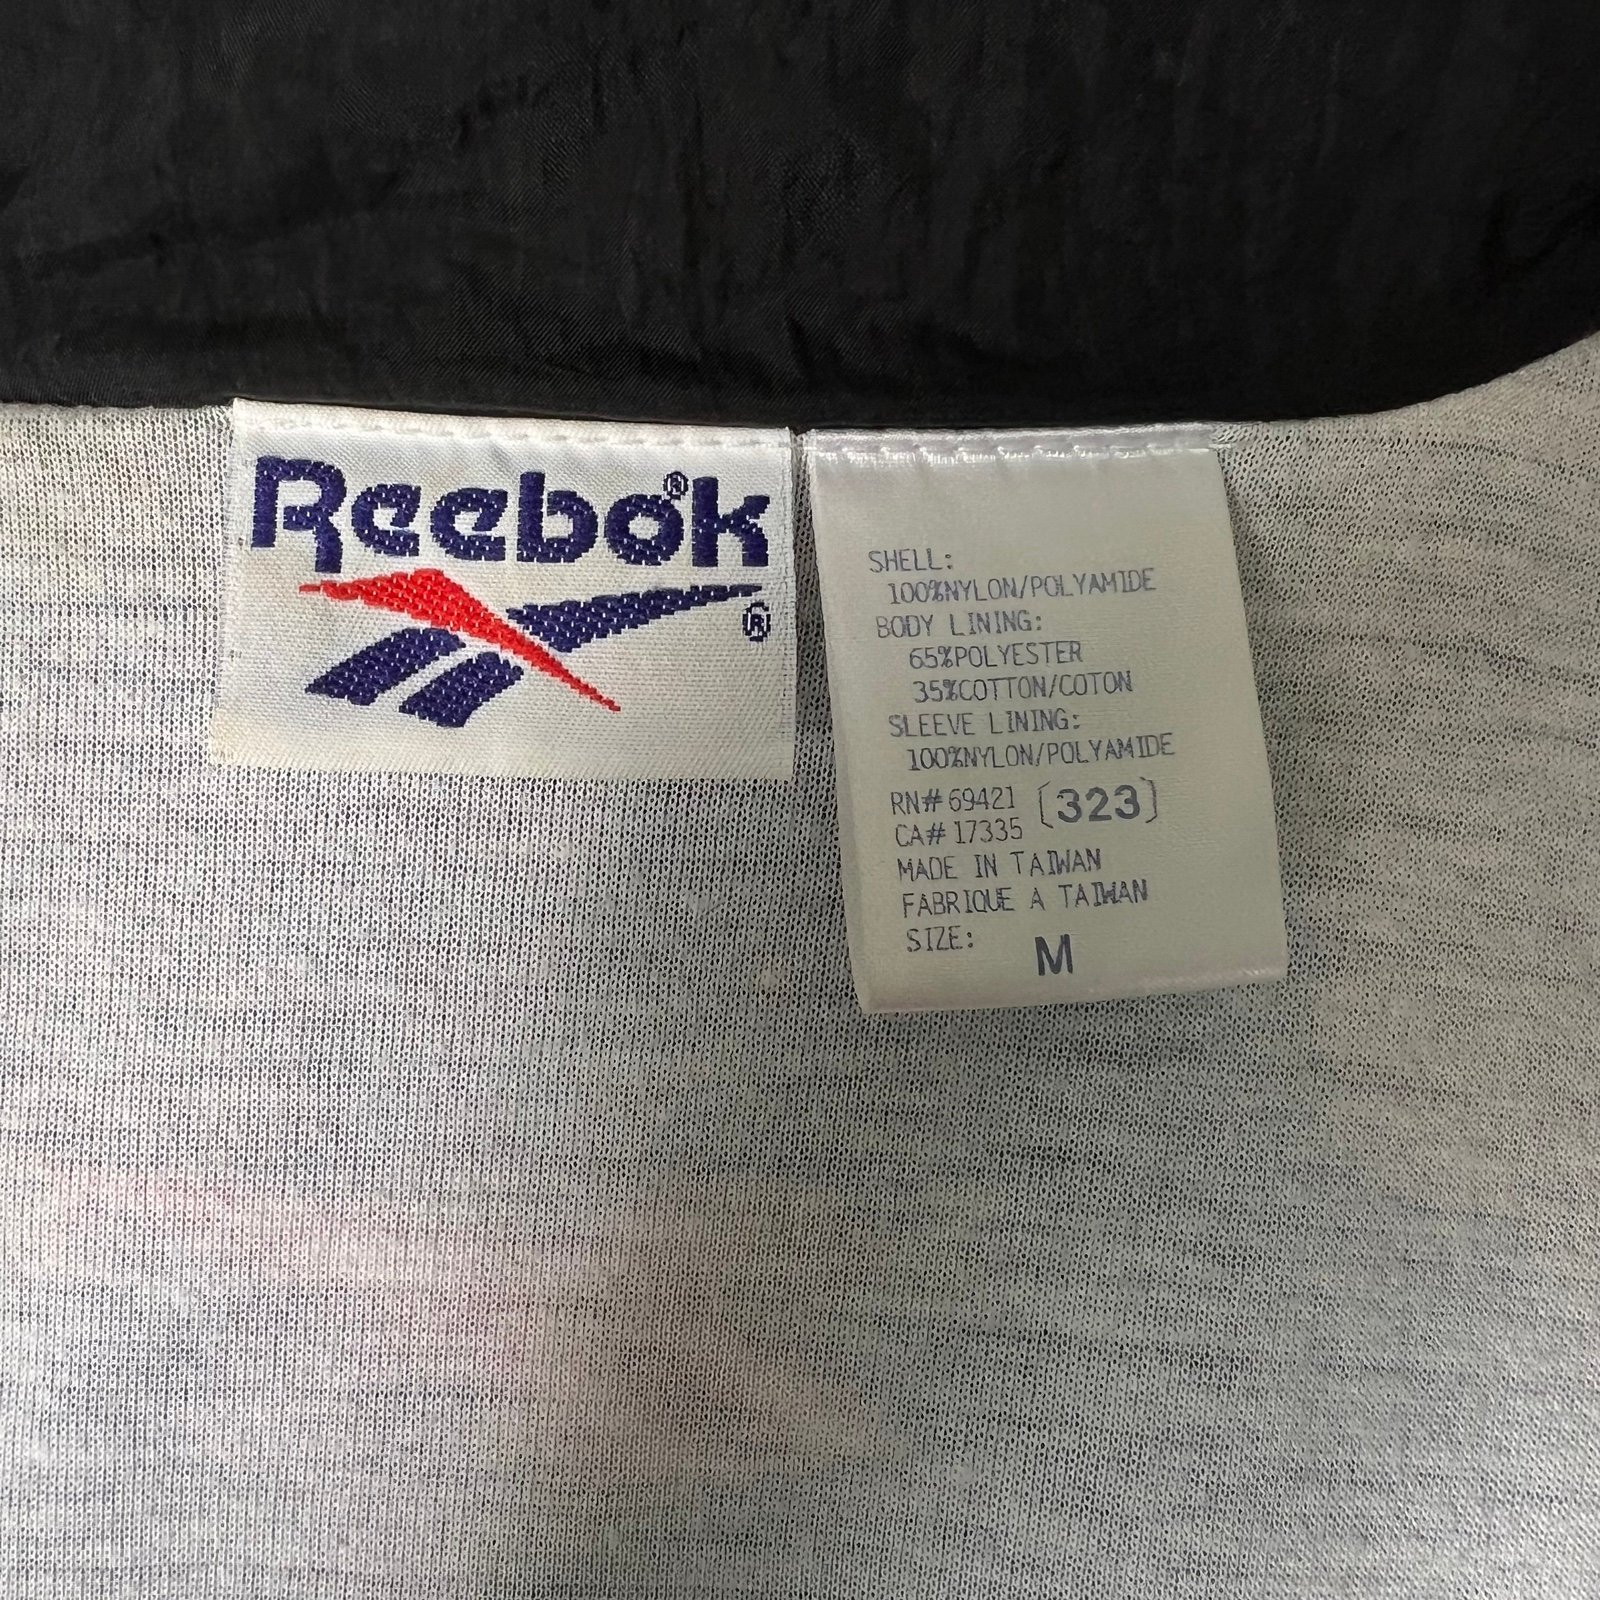 Reebok®
®
SHELL:
100%NYLON/POLYAMIDE
BODY LINING:
65%POLYESTER
35%COTTON/COTON
SLEEVE LINING:
100%NYLON/POLYAMIDE
RN# 69421 [323]
CA# 17335
MADE IN TAIWAN
FABRIQUE A TAIWAN
SIZE: M